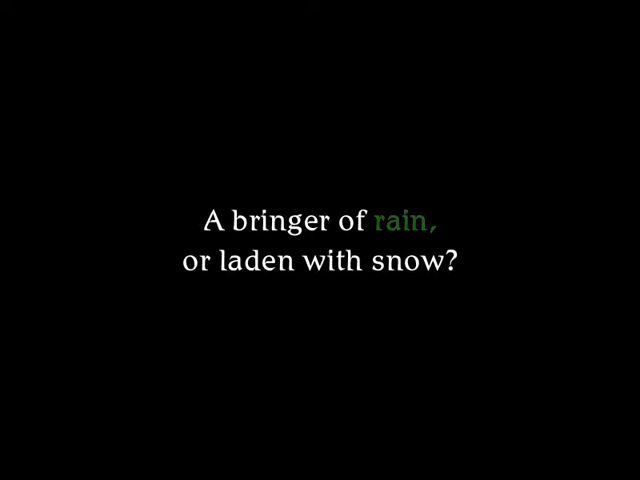 A bringer of rain,
or laden with snow?